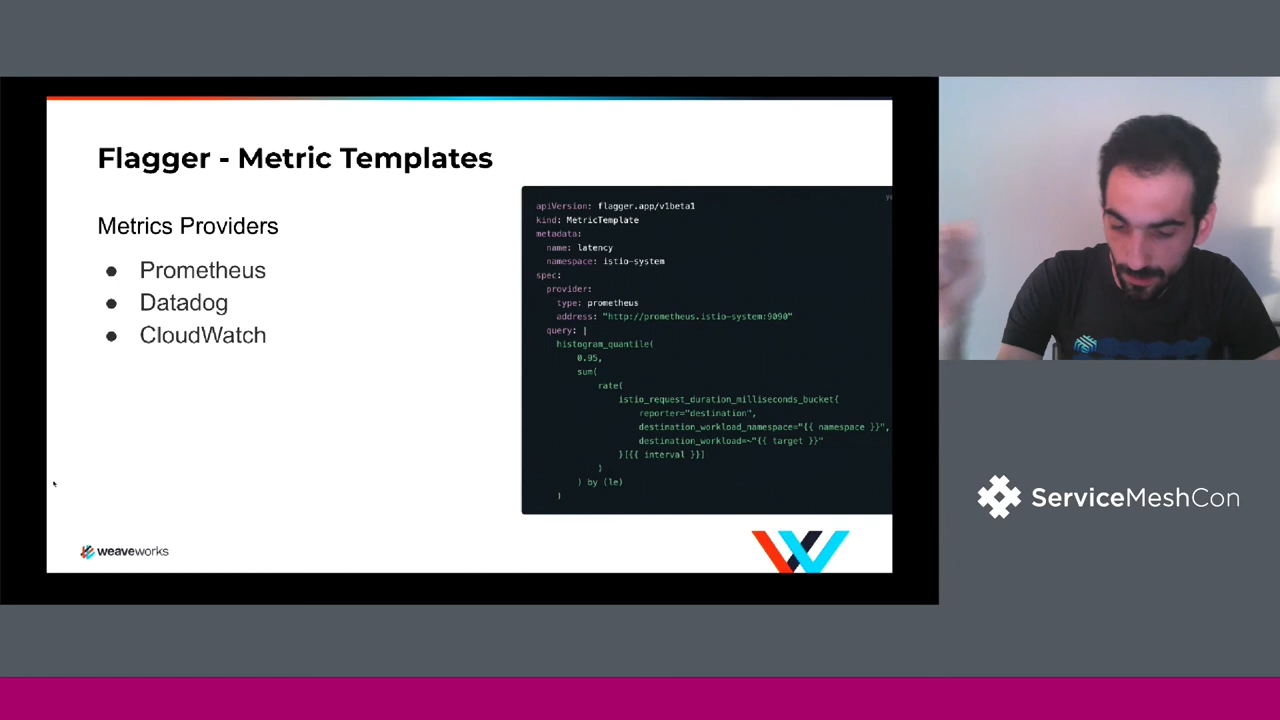 Flagger - Metric Templates
Metrics Providers
● Prometheus
● Datadog
● CloudWatch
apiVersion: flagger.app/v1beta1
kind: MetricTemplate
metadata:
name: latency
namespace: istio-system
spec:
provider:
type: prometheus
address: "http://prometheus.istio-system:9090"
query: |
histogram_quantile(
0.95,
sum(
rate(
istio_request_duration_milliseconds_bucket{
reporter="destination",
destination_workload_namespace="{{ namespace }}",
destination_workload=~"{{ target }}"
}[{{ interval }}]
)
) by (le)
)
weaveworks
ServiceMeshCon